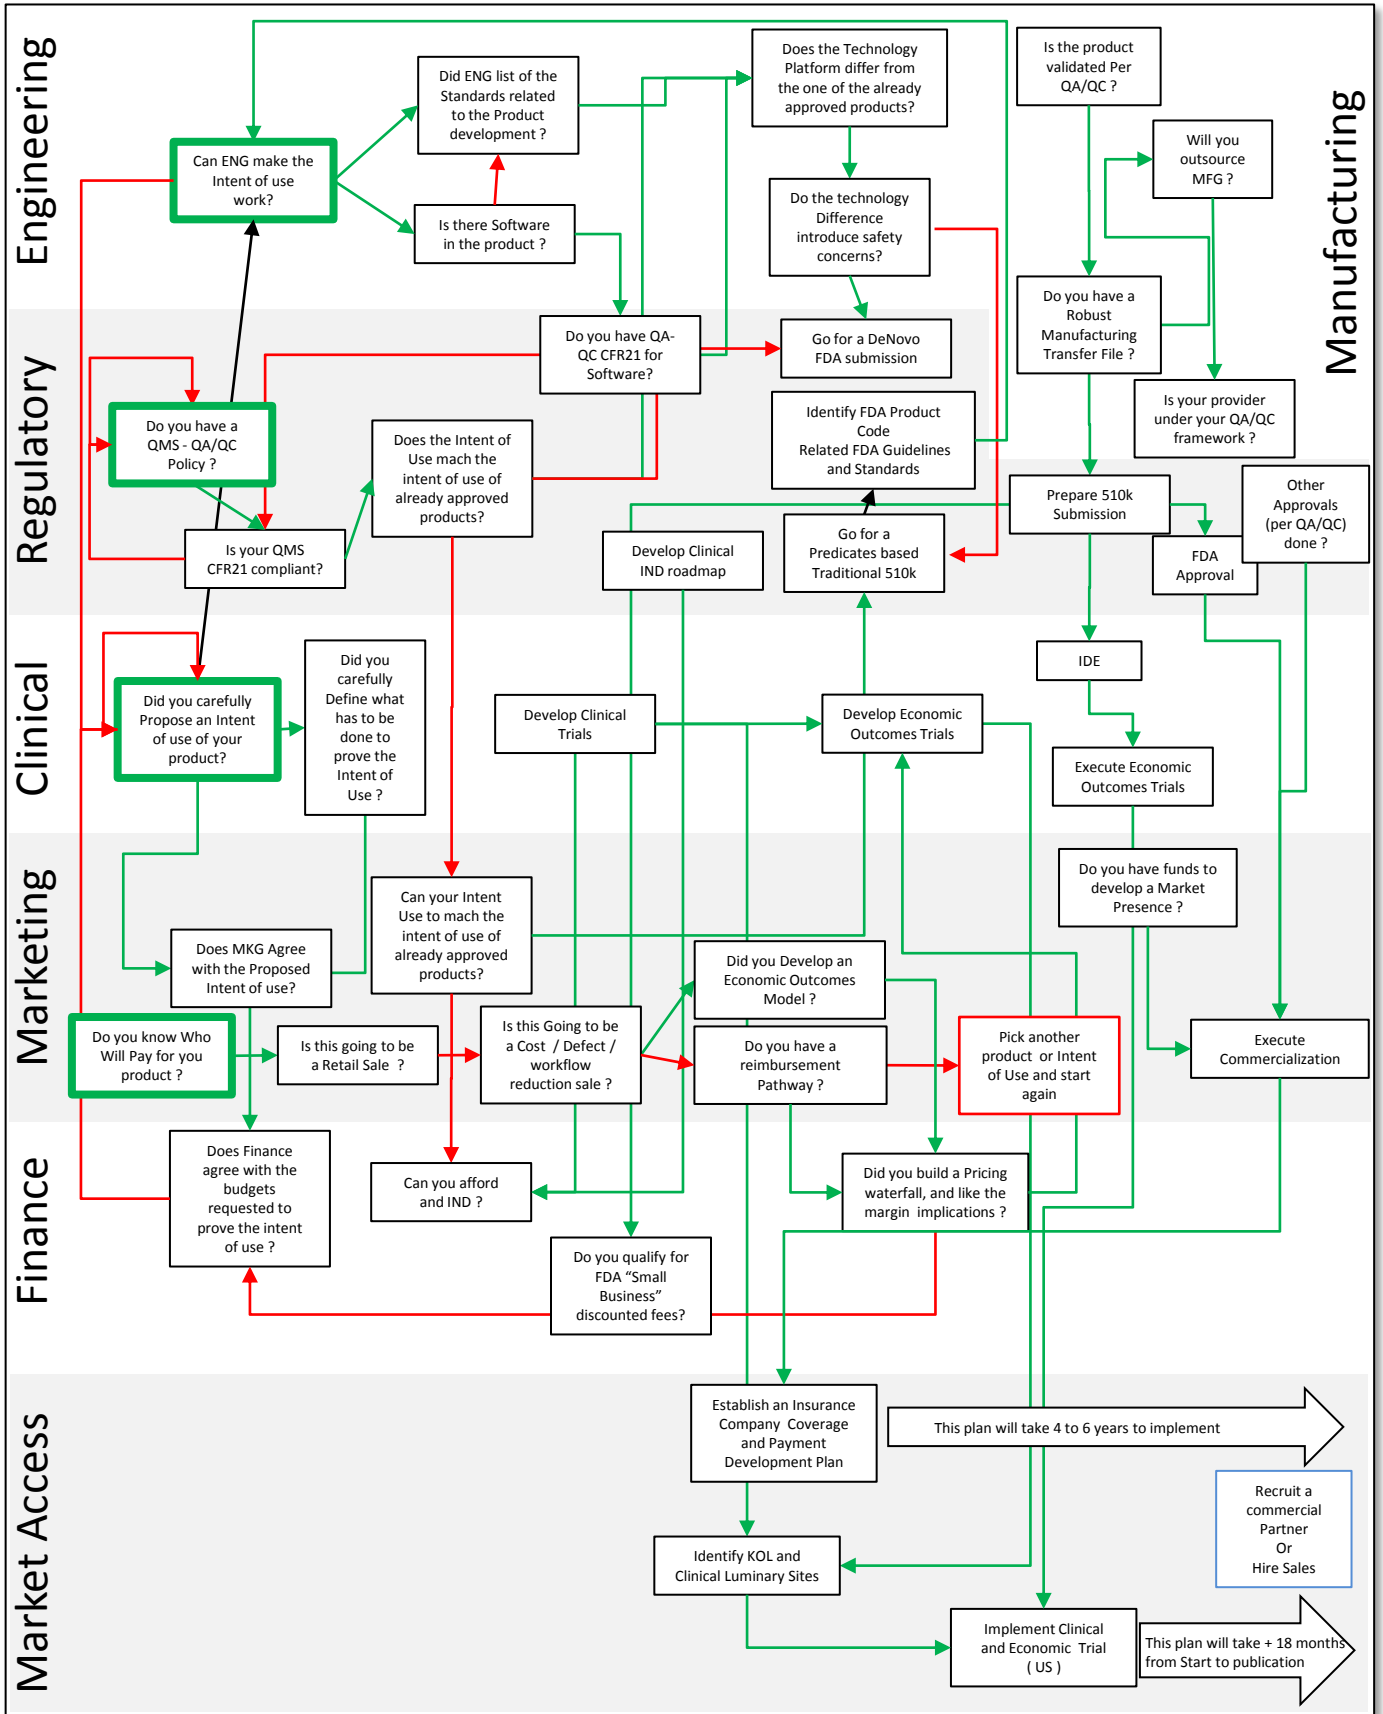 Engineering
Did ENG list of the
Standards related
to the Product
development ?
Does the Technology
Platform differ from
the one of the already
approved products?
Is the product
validated Per
QA/QC ?
Manufacturing
Can ENG make the
Intent of use
work?
Will you
outsource
MFG ?
Is there Software
in the product ?
Do the technology
Difference
introduce safety
concerns?
Do you have a
Robust
Manufacturing
Transfer File ?
Regulatory
Do you have QA-
QC CFR21 for
Software?
Go for a DeNovo
FDA submission
Is your provider
under your QA/QC
framework ?
Do you have a
QMS - QA/QC
Policy ?
Does the Intent of
Use mach the
intent of use of
already approved
products?
Identify FDA Product
Code
Related FDA Guidelines
and Standards
Is your QMS
CFR21 compliant?
Develop Clinical
IND roadmap
Go for a
Predicates based
Traditional 510k
Prepare 510k
Submission
FDA
Approval
Other
Approvals
(per QA/QC)
done ?
Clinical
Did you carefully
Propose an Intent
of use of your
product?
Did you
carefully
Define what
has to be
done to
prove the
Intent of
Use ?
Develop Clinical
Trials
Develop Economic
Outcomes Trials
IDE
Execute Economic
Outcomes Trials
Marketing
Does MKG Agree
with the Proposed
Intent of use?
Can your Intent
Use to mach the
intent of use of
already approved
products?
Did you Develop an
Economic Outcomes
Model ?
Do you have funds to
develop a Market
Presence ?
Do you know Who
Will Pay for you
product ?
Is this going to be
a Retail Sale ?
Is this Going to be
a Cost / Defect /
workflow
reduction sale ?
Do you have a
reimbursement
Pathway ?
Pick another
product or Intent
of Use and start
again
Execute
Commercialization
Finance
Does Finance
agree with the
budgets
requested to
prove the intent
of use ?
Can you afford
and IND ?
Did you build a Pricing
waterfall, and like the
margin implications ?
Do you qualify for
FDA “Small
Business”
discounted fees?
Market Access
Establish an Insurance
Company Coverage
and Payment
Development Plan
This plan will take 4 to 6 years to implement
Recruit a
commercial
Partner
Or
Hire Sales
Identify KOL and
Clinical Luminary Sites
Implement Clinical
and Economic Trial
( US )
This plan will take + 18 months
from Start to publication